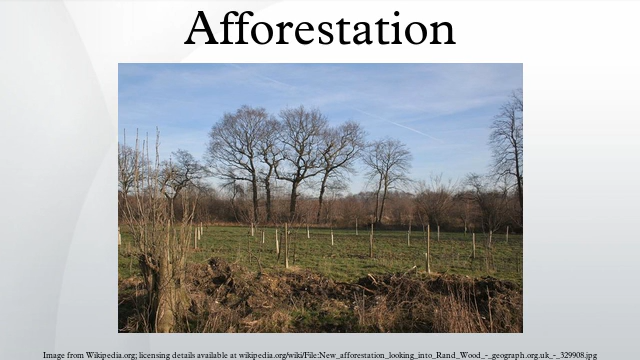 Afforestation
Image from Wikipedia.org; licensing details available at wikipedia.org/wiki/File:New_afforestation_looking_into_Rand_Wood_-_geograph.org.uk_-_329908.jpg